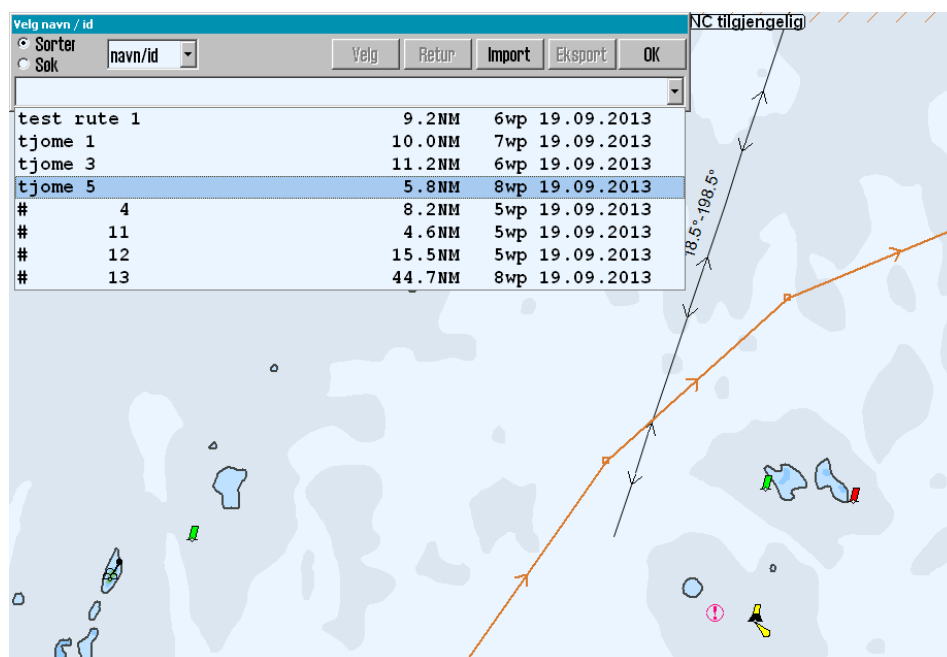 Velg navn / id
NC tilgjengelig
Sorter
Søk
navn/id
Velg
Retur
Import
Eksport
OK
test rute 1 9.2NM 6wp 19.09.2013
tjome 1 10.0NM 7wp 19.09.2013
tjome 3 11.2NM 6wp 19.09.2013
tjome 5 5.8NM 8wp 19.09.2013
# 4 8.2NM 5wp 19.09.2013
# 11 4.6NM 5wp 19.09.2013
# 12 15.5NM 5wp 19.09.2013
# 13 44.7NM 8wp 19.09.2013
18.5°-198.5°